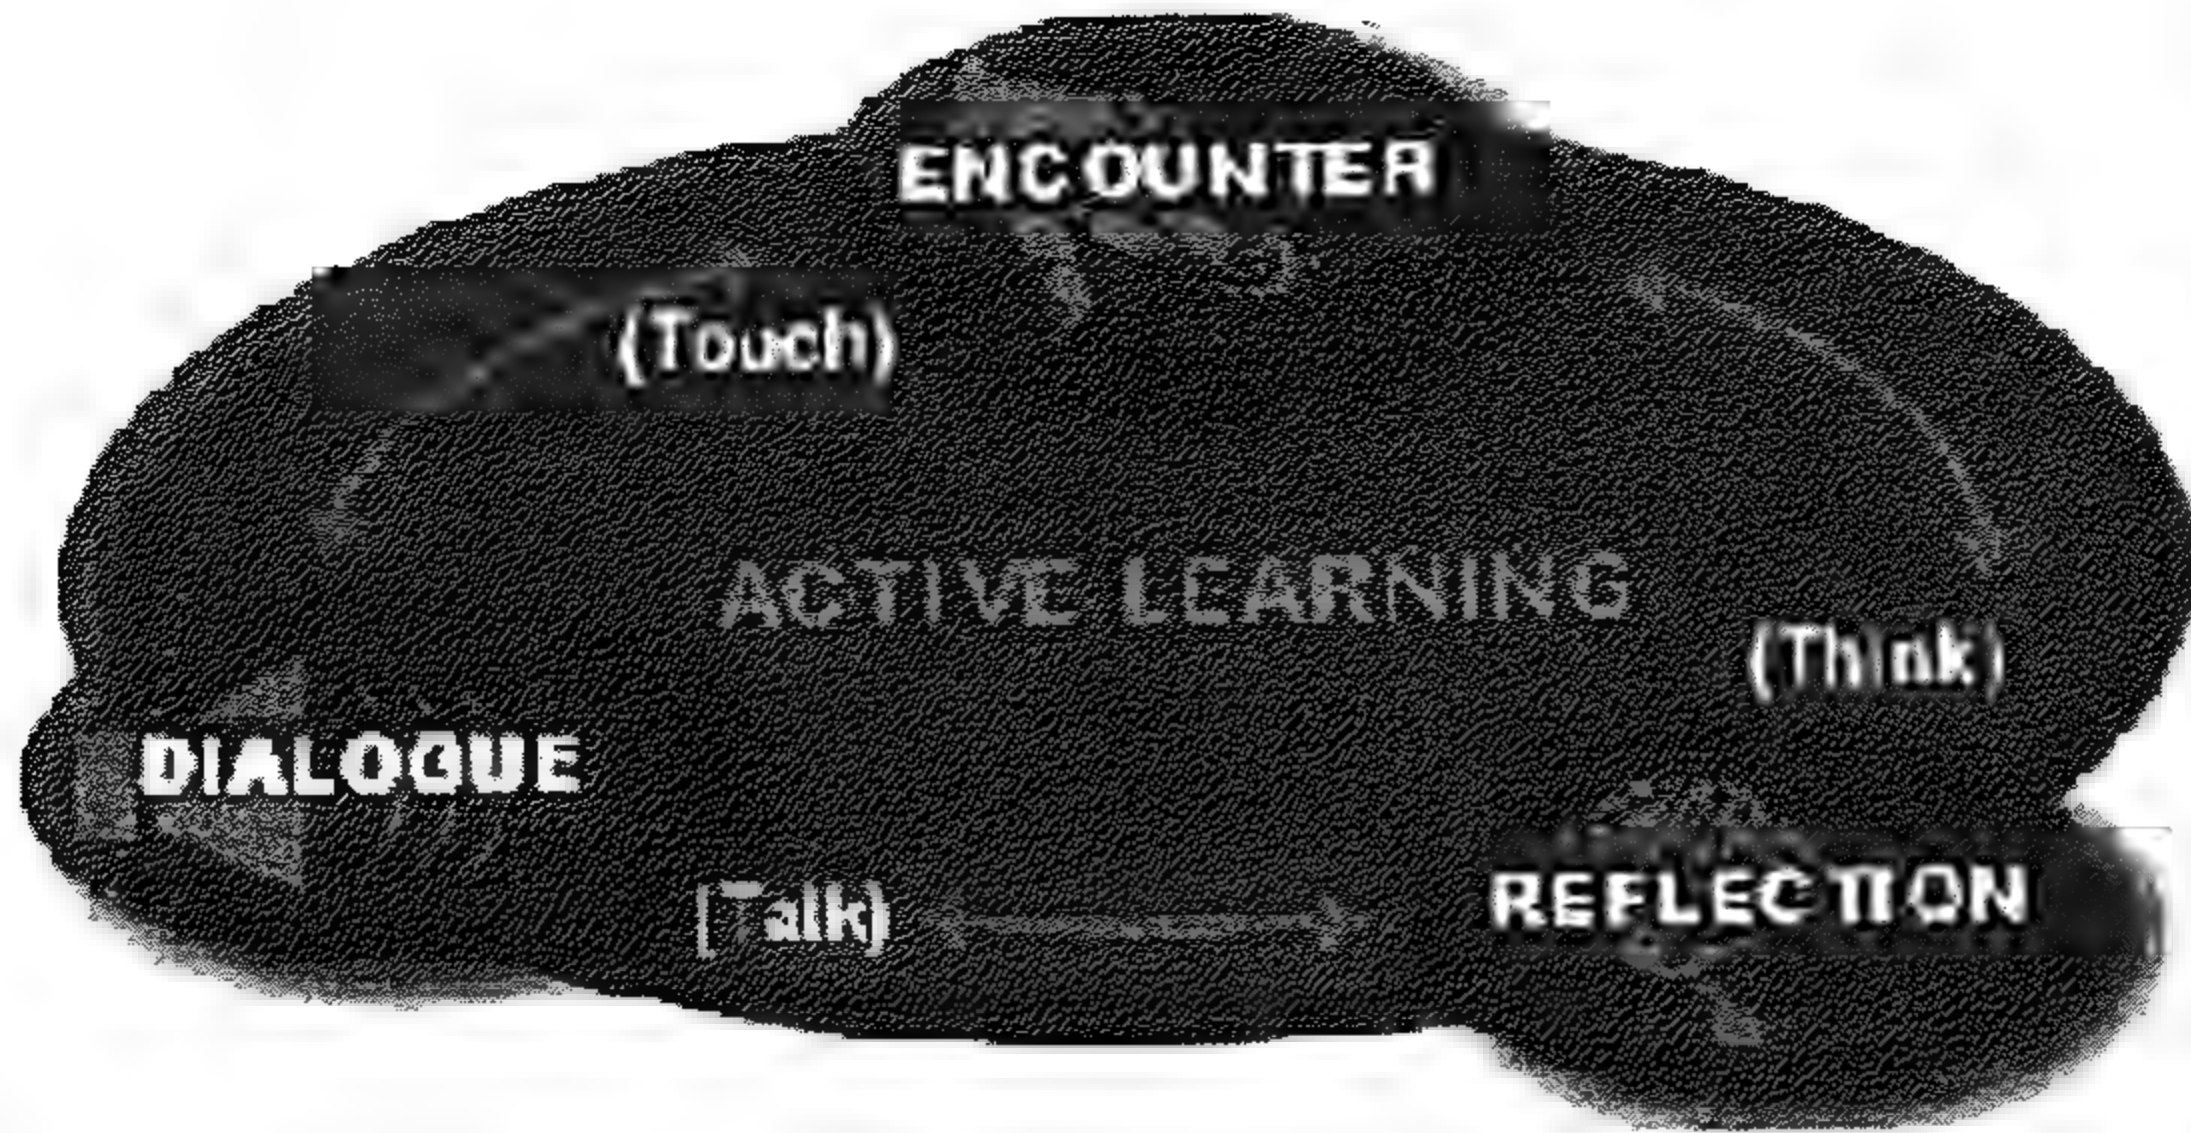 ENCOUNTER
(Touch)
ACTIVE LEARNING
(Think)
DIALOGUE
REFLECTION
(Talk)